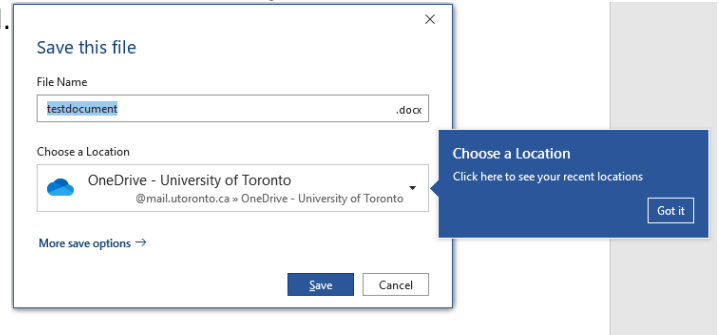 Save this file
File Name
testdocument .docx
Choose a Location
OneDrive - University of Toronto
@mail.utoronto.ca » OneDrive - University of Toronto
More save options →
Save Cancel
Choose a Location
Click here to see your recent locations
Got it